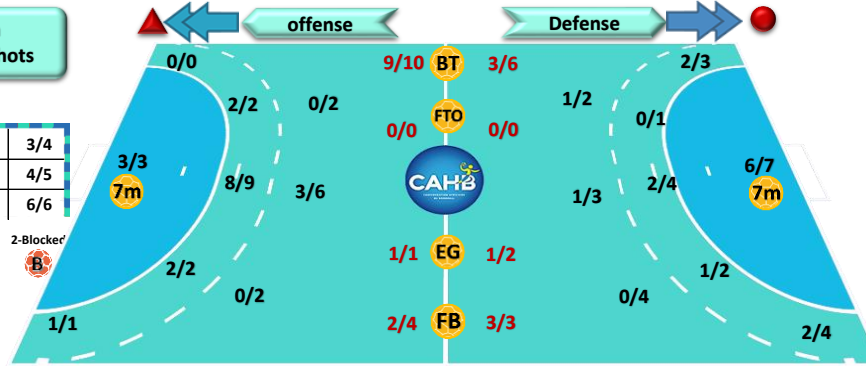 hots
offense
Defense
0/0
9/10 BT 3/6
2/3
2/2
0/2
1/2
0/1
FTO
0/0 0/0
3/4
4/5
6/6
3/3
7m
8/9
3/6
CAHB
1/3
2/4
6/7
7m
2-Blocked
B
2/2
0/2
1/1 EG 1/2
1/2
0/4
1/1
2/4 FB 3/3
2/4